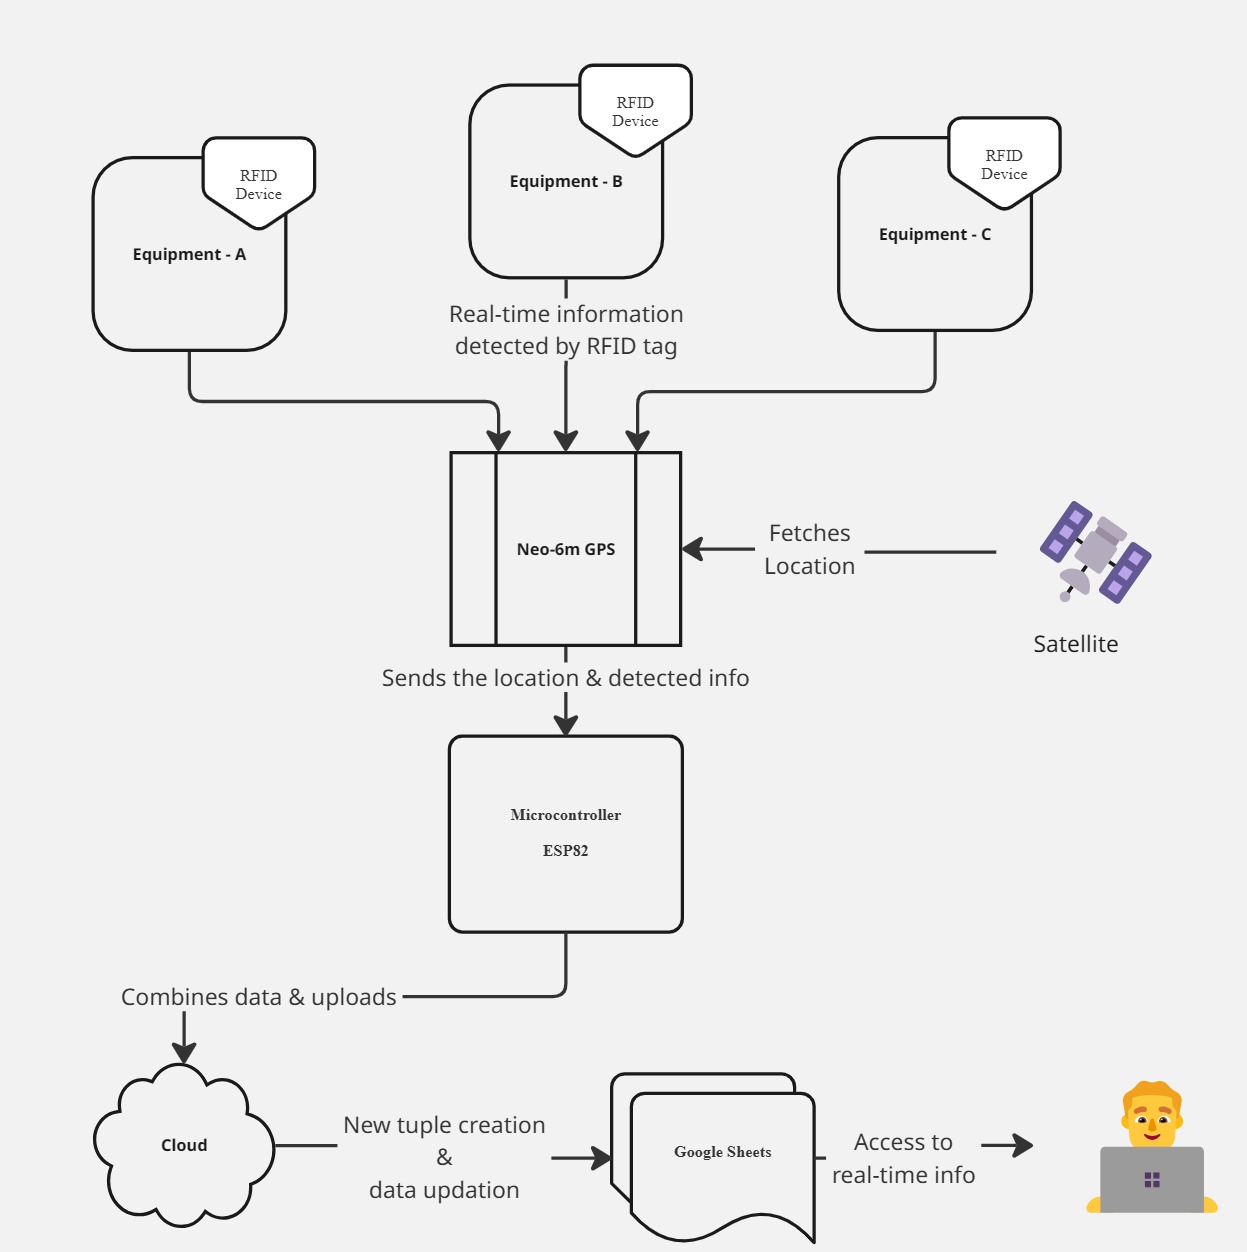 RFID
Device
Equipment - B
RFID
Device
Equipment - C
RFID
Device
Equipment - A
Real-time information
detected by RFID tag
Neo-6m GPS
Fetches
Location
Satellite
Sends the location & detected info
Microcontroller
ESP82
Combines data & uploads
Cloud
New tuple creation
&
data updation
Google Sheets
Access to
real-time info